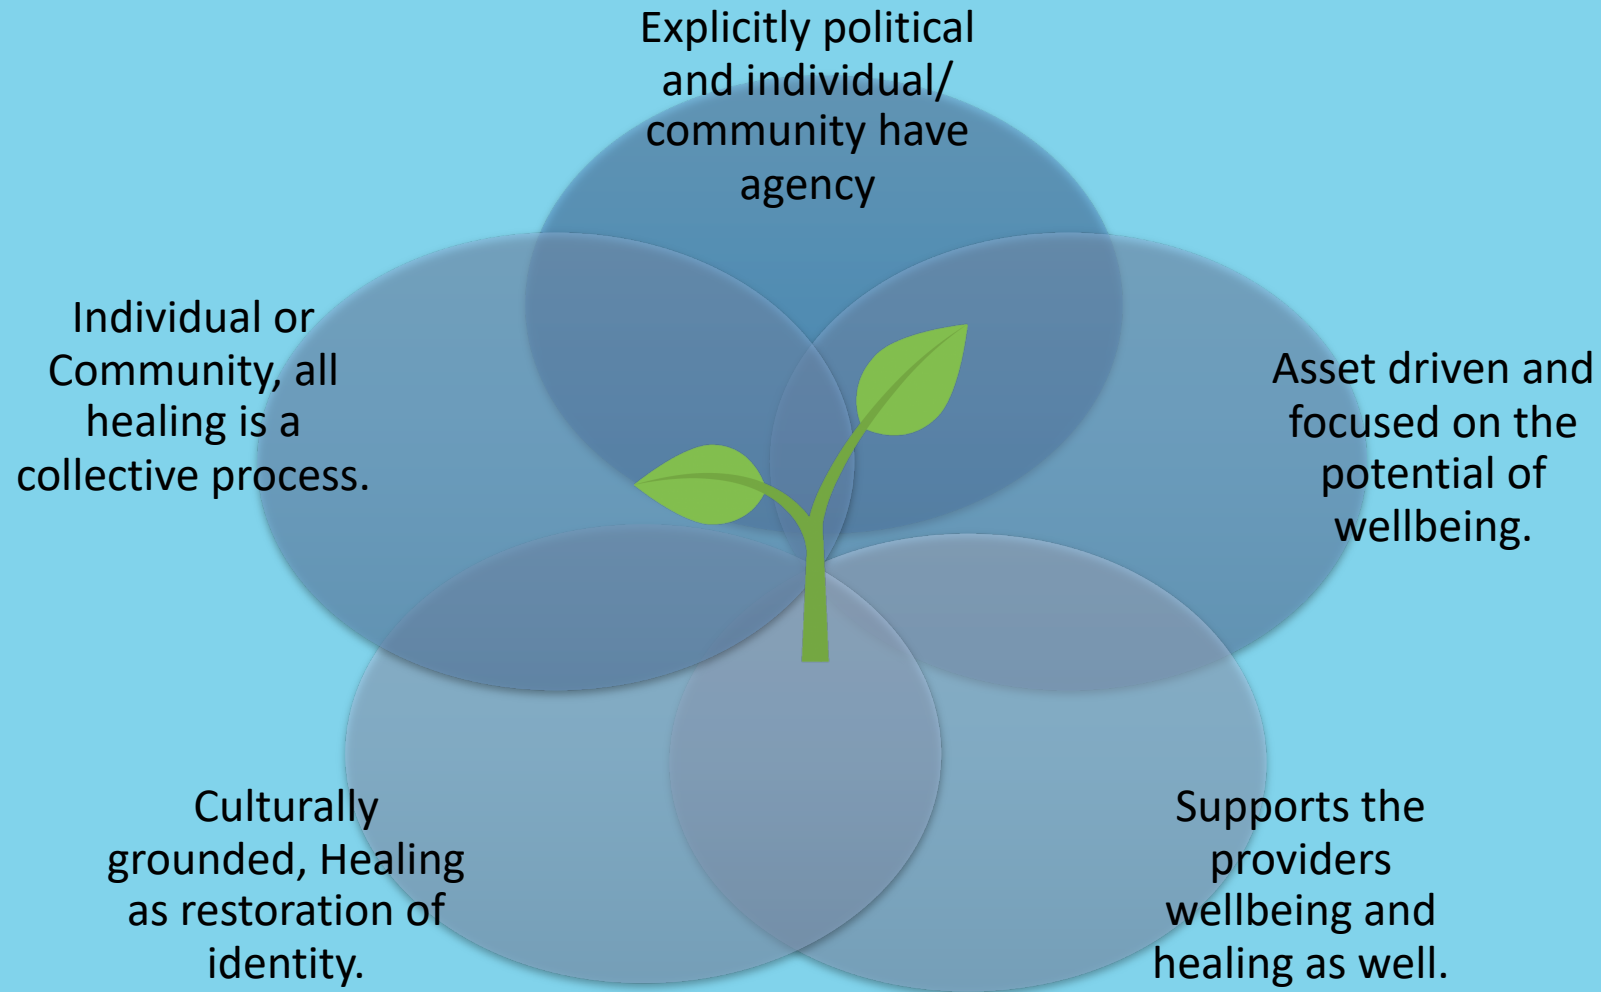 Explicitly political
and individual/
community have
agency
Individual or
Community, all
healing is a
collective process.
Asset driven and
focused on the
potential of
wellbeing.
Culturally
grounded, Healing
as restoration of
identity.
Supports the
providers
wellbeing and
healing as well.